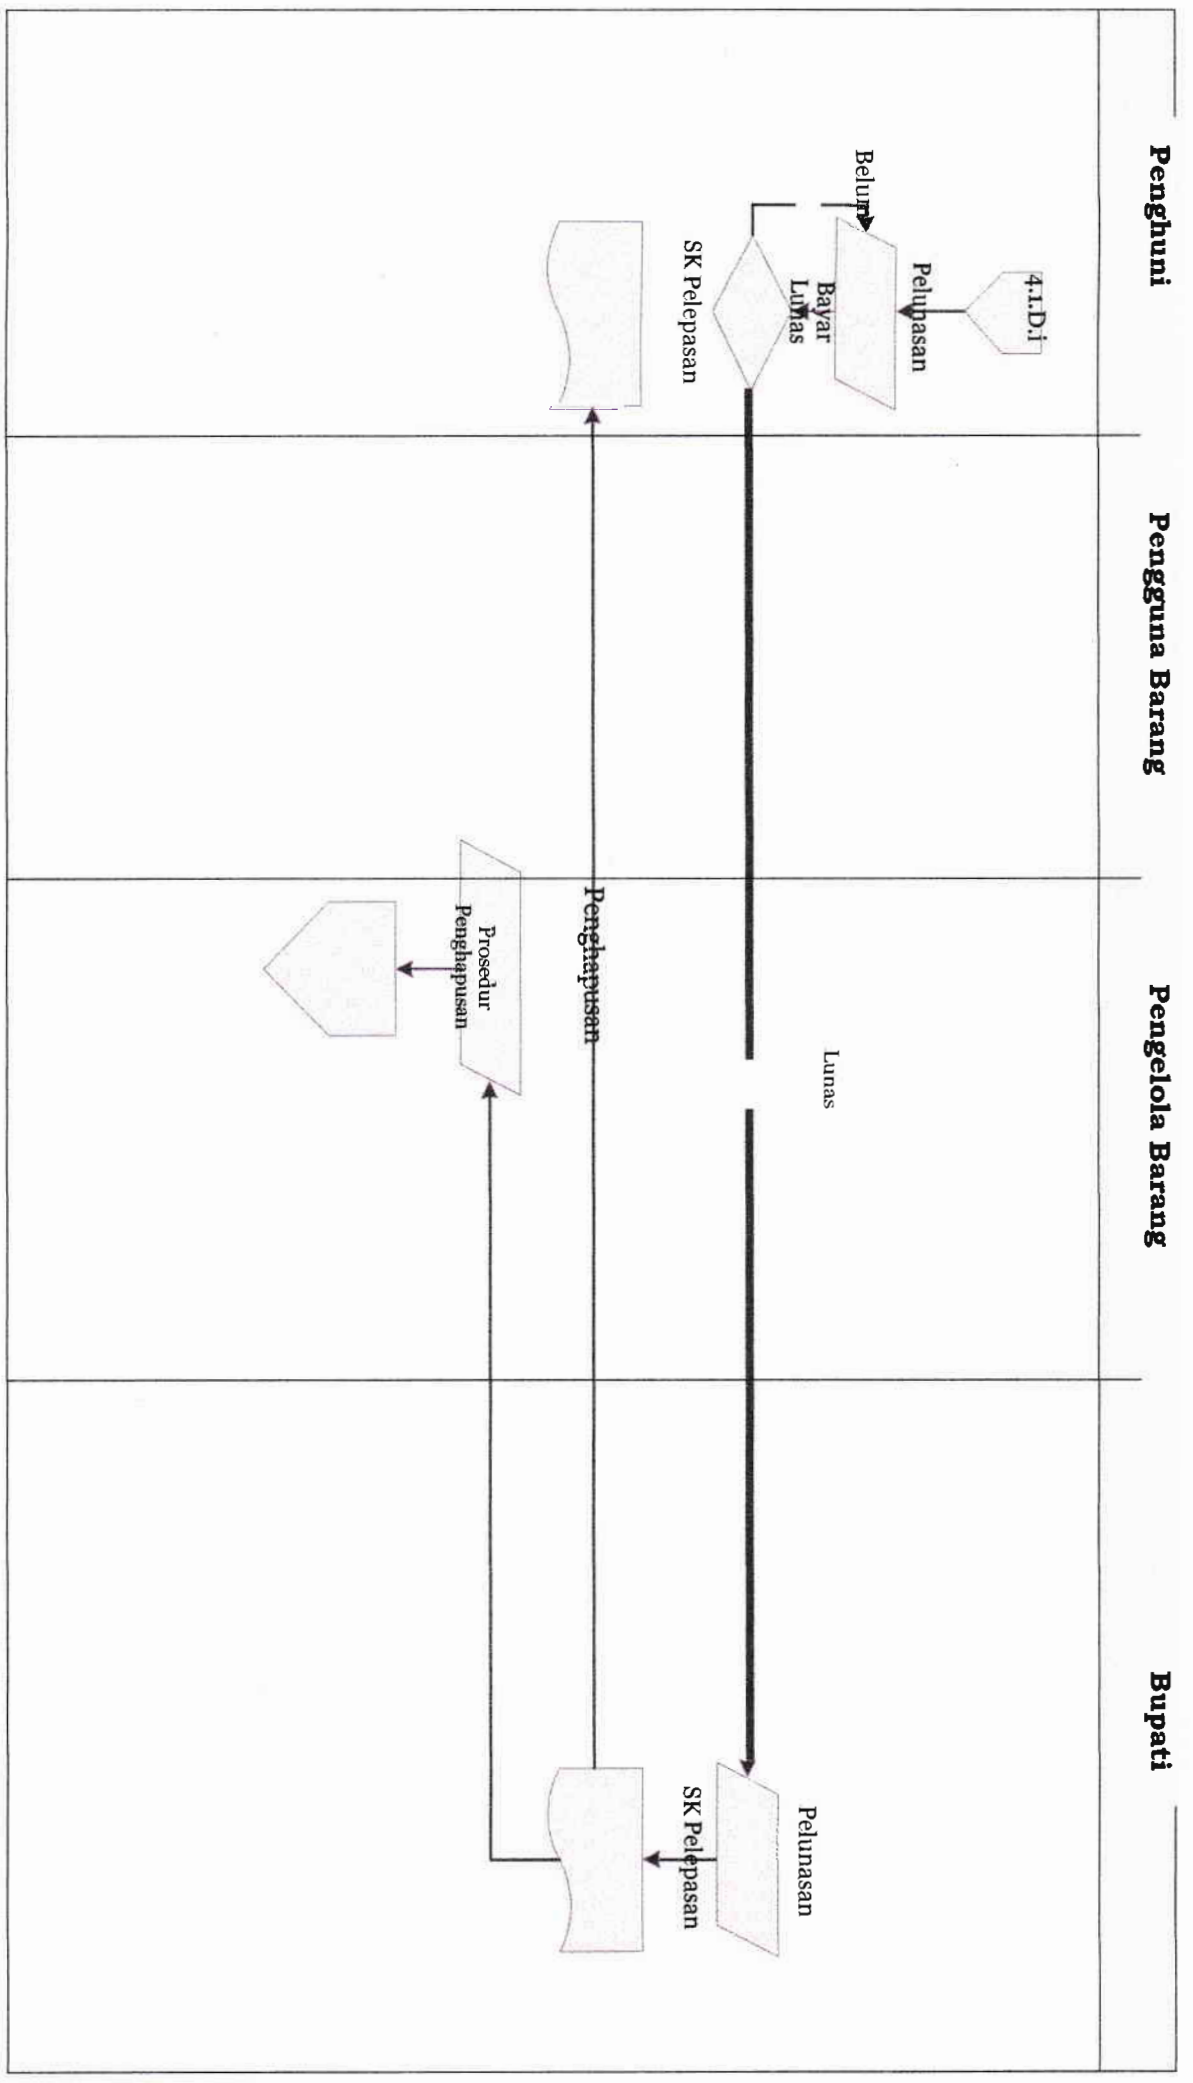 Penghuni
Pengguna Barang
Pengelola Barang
Bupati
4.1.D.i
Pelunasan
Belum
Bayar
Lunas
Lunas
Pelunasan
SK Pelepasan
SK Pelepasan
Penghapusan
Prosedur
Penghapusan